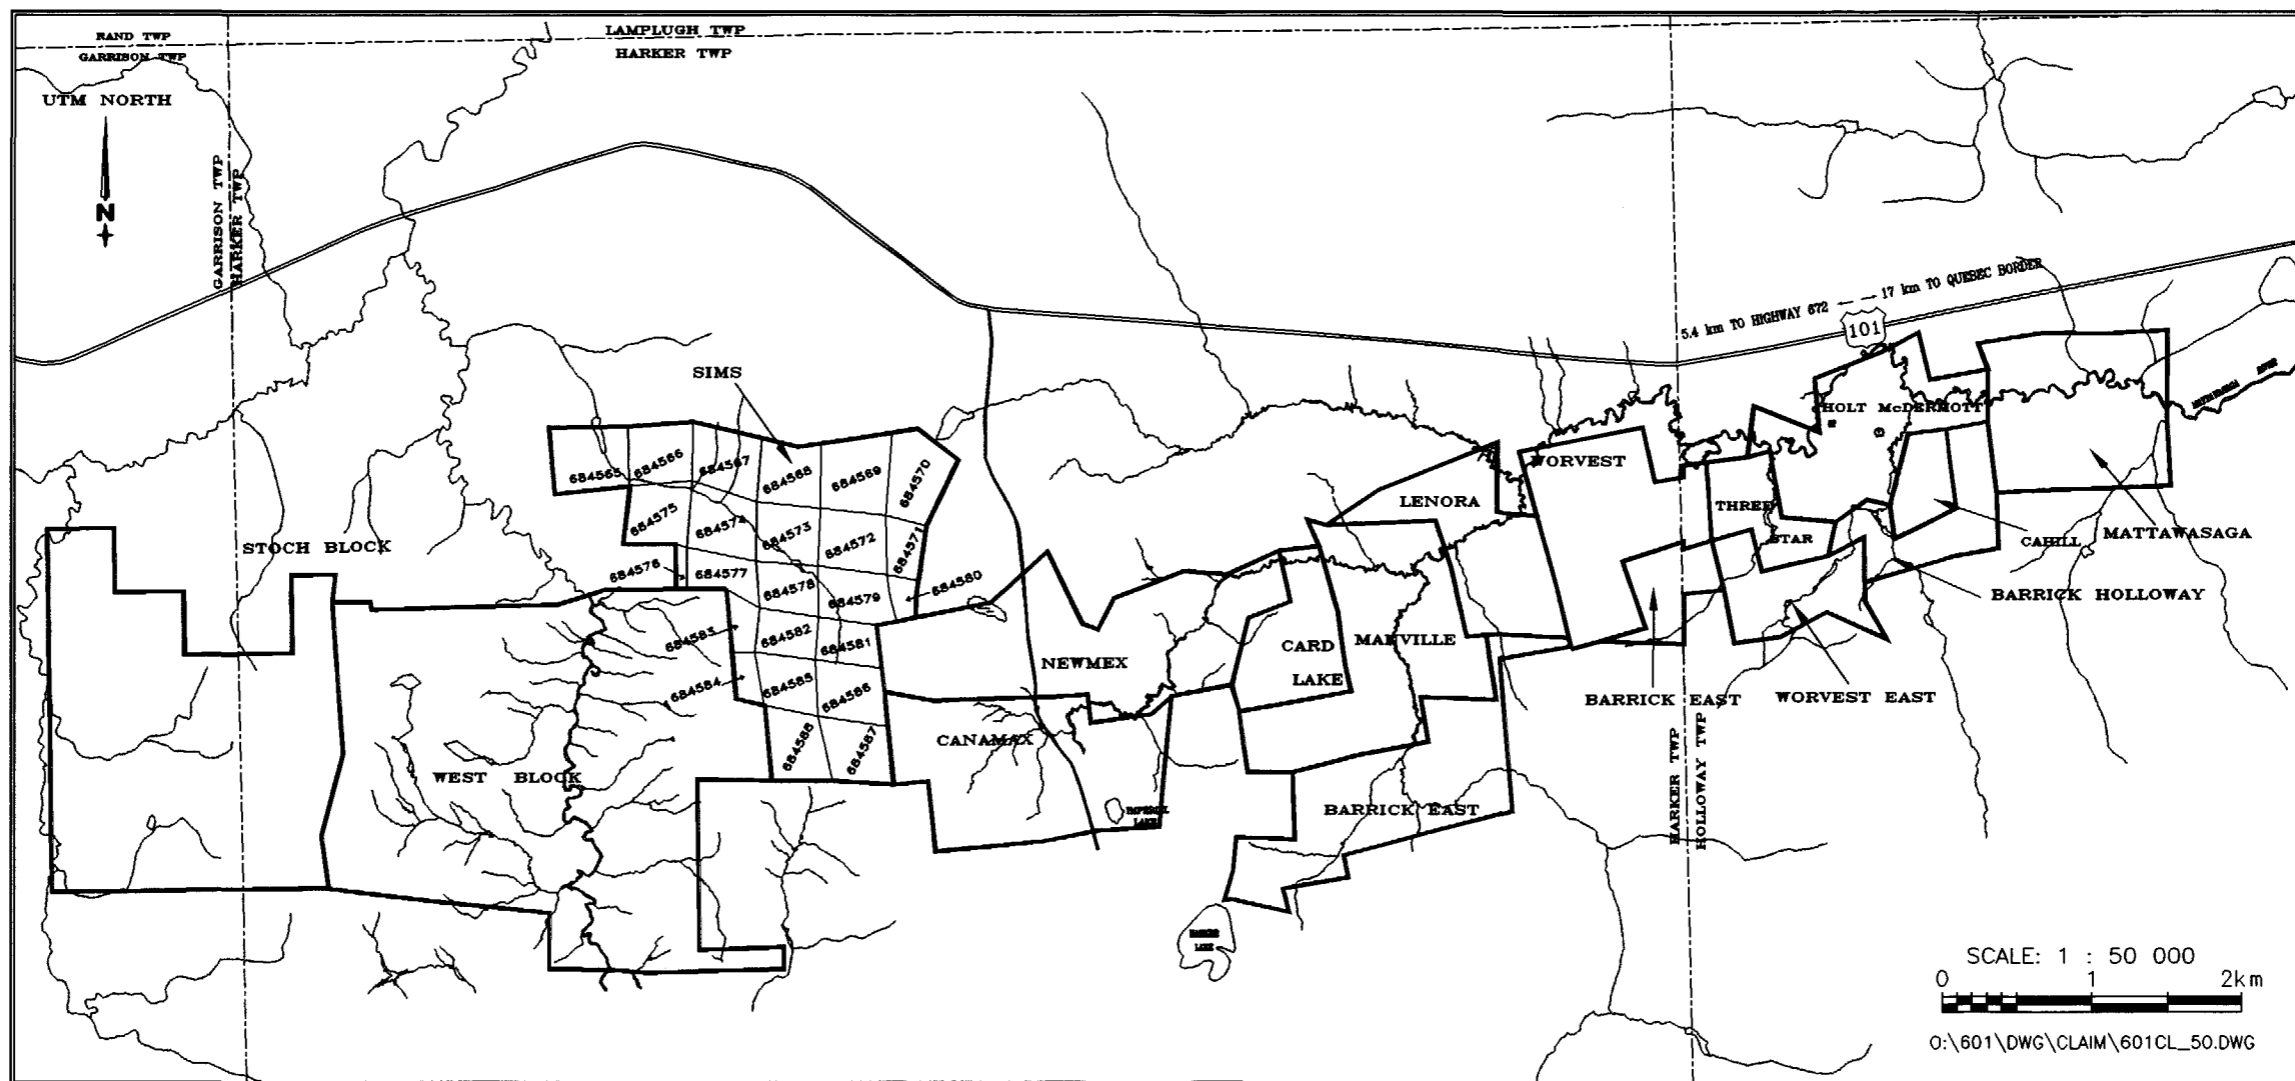 RAND TWP
GARRISON TWP
LAMPLUGH TWP
HARKER TWP
UTM NORTH
N
GARRISON TWP
HARKER TWP
5.4 km TO HIGHWAY 672 — — 17 km TO QUEBEC BORDER
101
SIMS
684565
684566
684567
684568
684569
684570
684575
684574
684573
684572
684571
684576
684577
684578
684579
684580
684583
684582
684581
684584
684585
684586
684588
684587
STOCH BLOCK
WEST BLOCK
NEWMEX
CANAMAX
LENORA
WORVEST
CARD
LAKE
BARRICK EAST
HOLT McDERMOTT
THREE
STAR
CAHILL
MATTAWASAGA
BARRICK HOLLOWAY
BARRICK EAST
WORVEST EAST
HARKER TWP
HOLLOWAY TWP
LAKE
LAKE
SCALE: 1 : 50 000
0 1 2km
O:\601\DWG\CLAIM\601CL_50.DWG